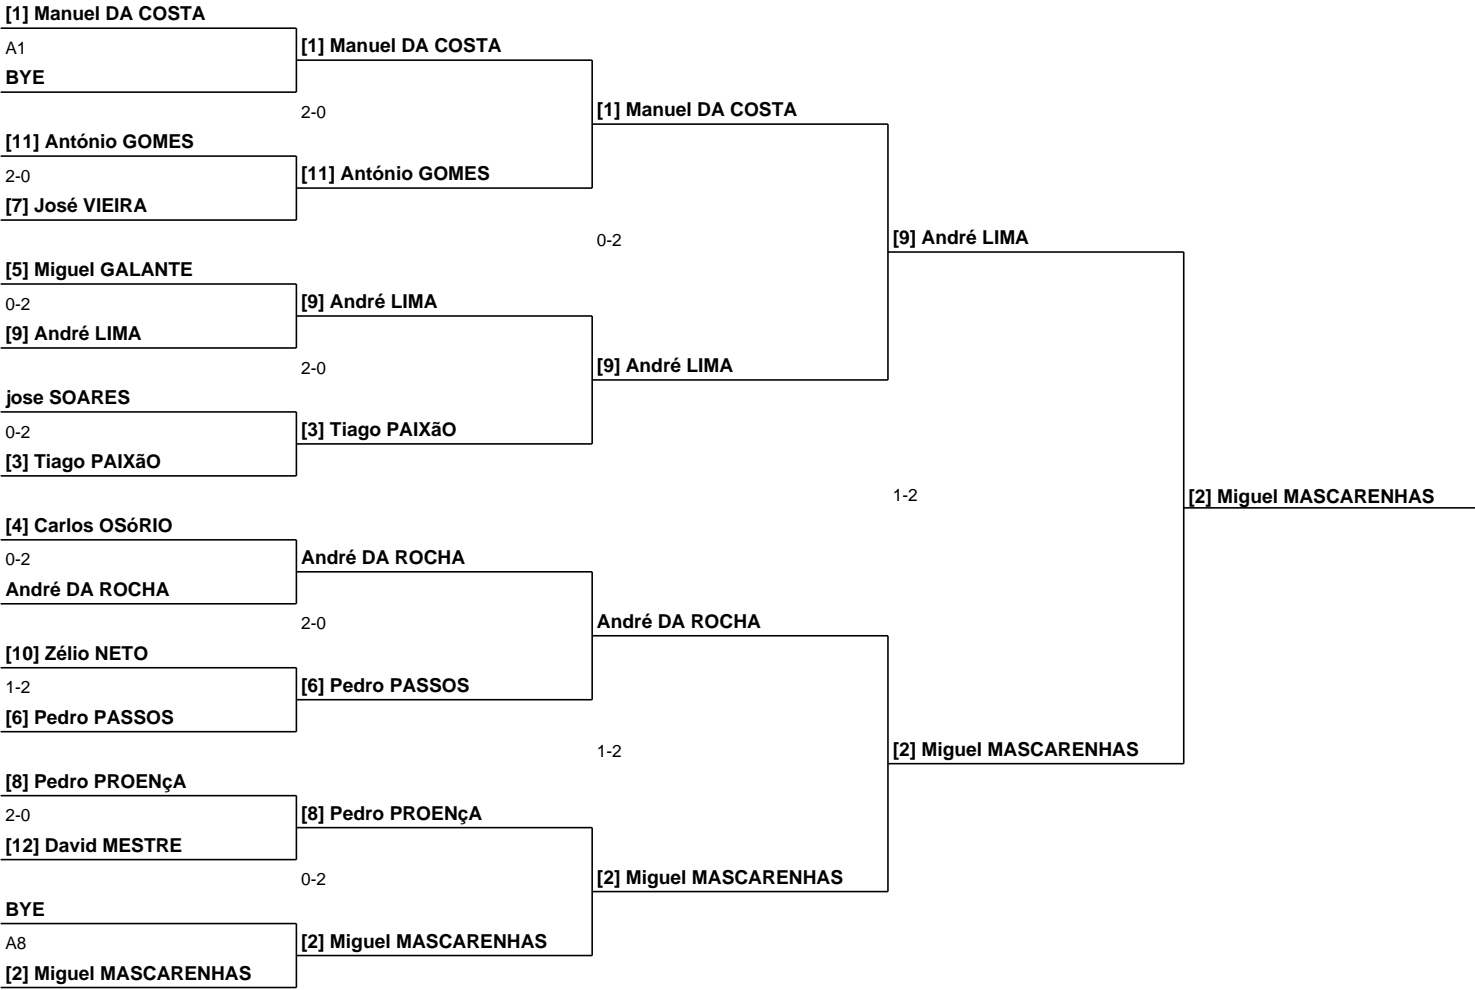 [1] Manuel DA COSTA
A1
[1] Manuel DA COSTA
BYE
2-0
[1] Manuel DA COSTA
[11] António GOMES
2-0
[11] António GOMES
[7] José VIEIRA
0-2
[9] André LIMA
[5] Miguel GALANTE
0-2
[9] André LIMA
[9] André LIMA
2-0
[9] André LIMA
jose SOARES
0-2
[3] Tiago PAIXãO
[3] Tiago PAIXãO
1-2
[2] Miguel MASCARENHAS
[4] Carlos OSóRIO
0-2
André DA ROCHA
André DA ROCHA
2-0
André DA ROCHA
[10] Zélio NETO
1-2
[6] Pedro PASSOS
[6] Pedro PASSOS
1-2
[2] Miguel MASCARENHAS
[8] Pedro PROENçA
2-0
[8] Pedro PROENçA
[12] David MESTRE
0-2
[2] Miguel MASCARENHAS
BYE
A8
[2] Miguel MASCARENHAS
[2] Miguel MASCARENHAS